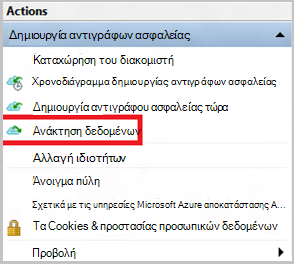 Actions
Δημιουργία αντιγράφων ασφαλείας
Καταχώρηση του διακομιστή
Χρονοδιάγραμμα δημιουργίας αντιγράφων ασφαλείας
Δημιουργία αντιγράφου ασφαλείας τώρα
Ανάκτηση δεδομένων
Αλλαγή ιδιοτήτων
Άνοιγμα πύλη
Σχετικά με τις υπηρεσίες Microsoft Azure αποκατάστασης Α...
Τα Cookies & προστασίας προσωπικών δεδομένων
Προβολή